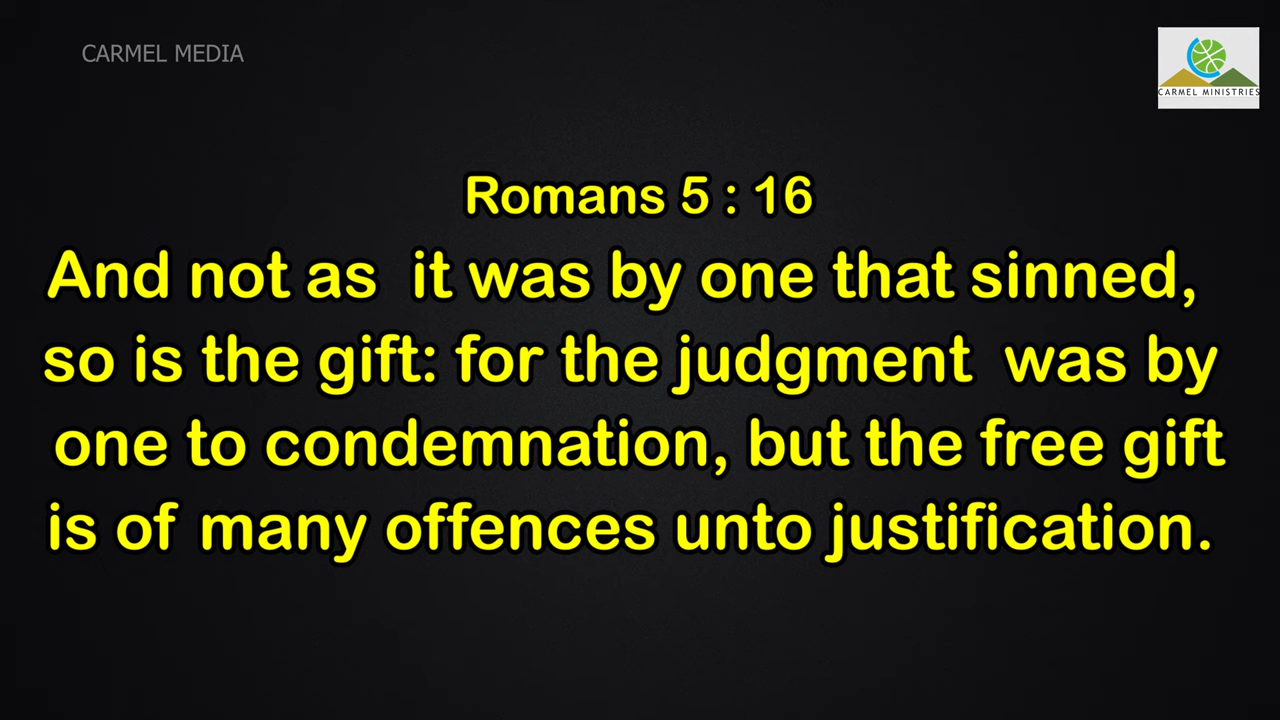 CARMEL MEDIA
CARMEL MINISTRIES
Romans 5 : 16
And not as it was by one that sinned,
so is the gift: for the judgment was by
one to condemnation, but the free gift
is of many offences unto justification.